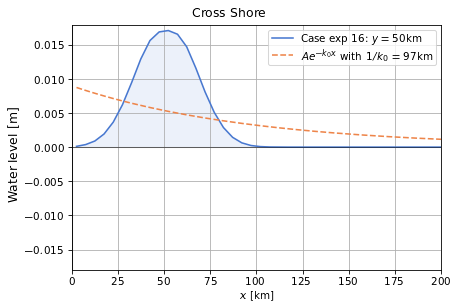 Cross Shore
Case exp 16: y = 50km
Ae^{-k_0x} with 1/k_0 = 97km
Water level [m]
0.015
0.010
0.005
0.000
−0.005
−0.010
−0.015
0 25 50 75 100 125 150 175 200
x [km]